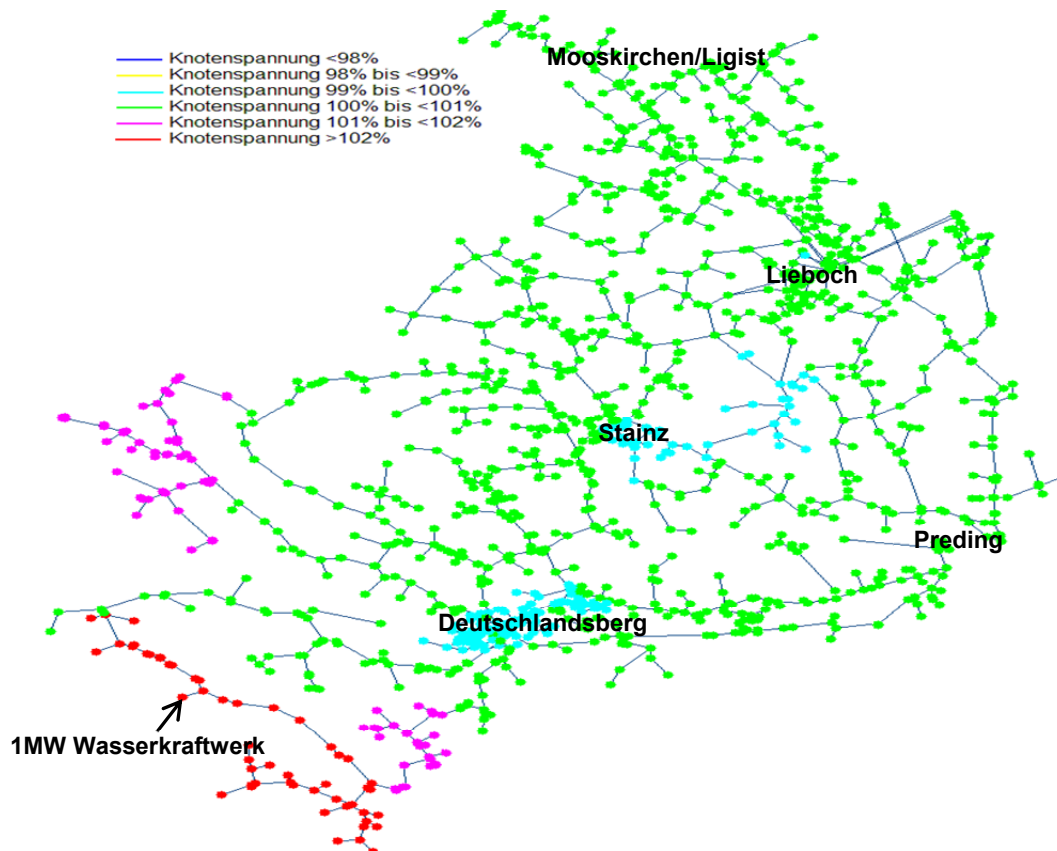 Mooskirchen/Ligist
Knotenspannung <98%
Knotenspannung 98% bis <99%
Knotenspannung 99% bis <100%
Knotenspannung 100% bis <101%
Knotenspannung 101% bis <102%
Knotenspannung >102%
Lieboch
Stainz
Preding
Deutschlandsberg
1MW Wasserkraftwerk